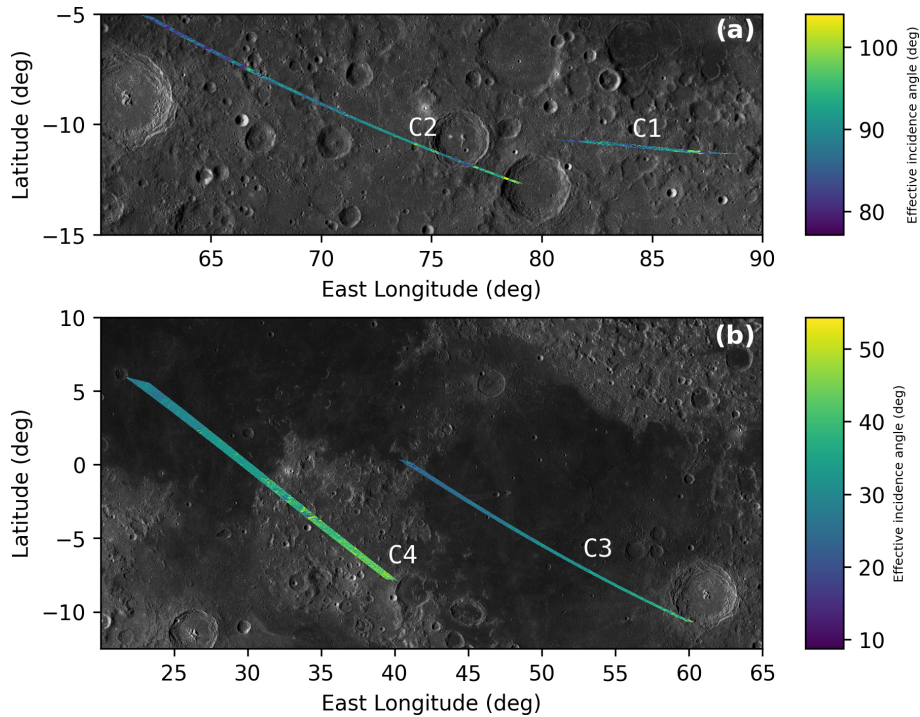 (a)
C2
C1
−5
−10
−15
Latitude (deg)
65
70
75
80
85
90
East Longitude (deg)
100
90
80
Effective incidence angle (deg)
(b)
C4
C3
10
5
0
−5
−10
Latitude (deg)
25
30
35
40
45
50
55
60
65
East Longitude (deg)
50
40
30
20
10
Effective incidence angle (deg)